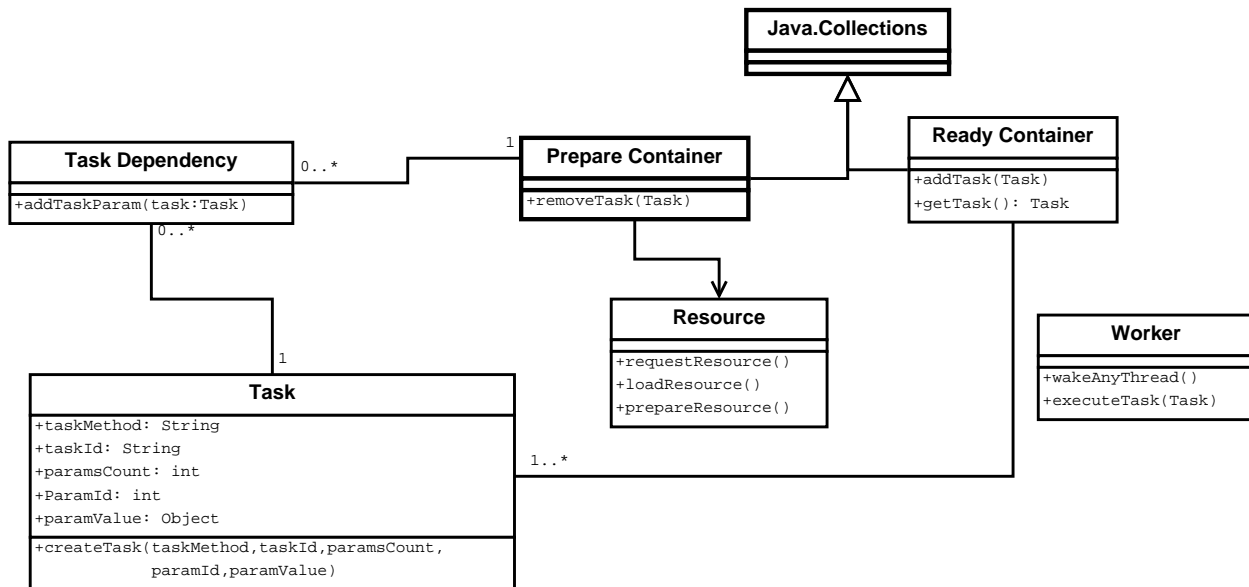 Java.Collections
Task Dependency
+addTaskParam(task:Task)
0..*
1
Prepare Container
+removeTask(Task)
Ready Container
+addTask(Task)
+getTask(): Task
0..*
Resource
+requestResource()
+loadResource()
+prepareResource()
Worker
+wakeAnyThread()
+executeTask(Task)
1
Task
+taskMethod: String
+taskId: String
+paramsCount: int
+ParamId: int
+paramValue: Object
+createTask(taskMethod,taskId,paramsCount,
paramId,paramValue)
1..*